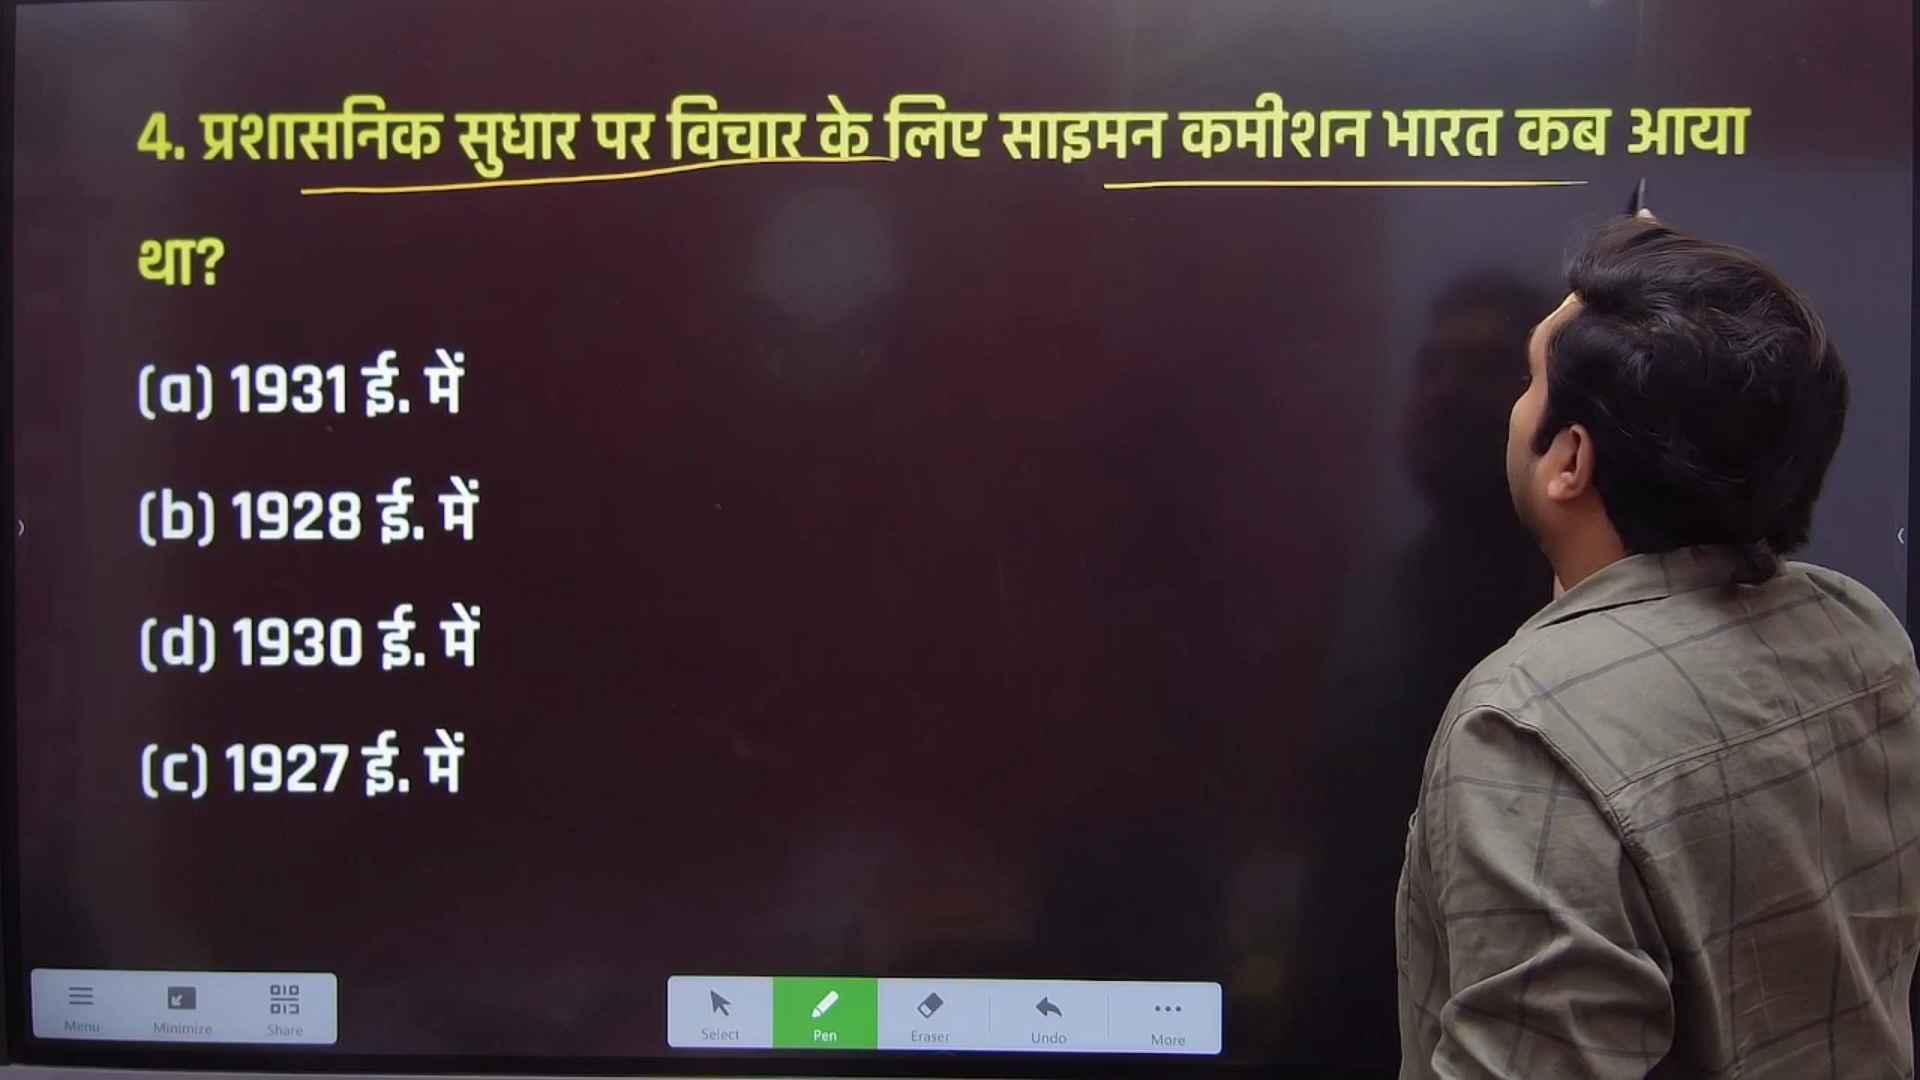 4. प्रशासनिक सुधार पर विचार के लिए साइमन कमीशन भारत कब आया
था?
(a) 1931 ई. में
(b) 1928 ई. में
(d) 1930 ई. में
(c) 1927 ई. में
Menu
Minimize
Share
Select
Pen
Eraser
Undo
More